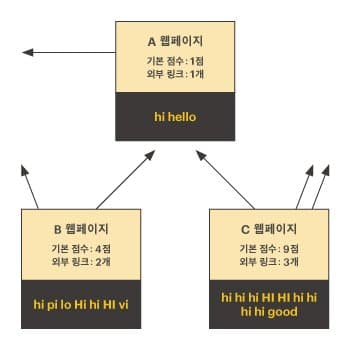 A 웹페이지
기본 점수 : 1점
외부 링크 : 1개
hi hello
B 웹페이지
기본 점수 : 4점
외부 링크 : 2개
hi pi lo Hi hi HI vi
C 웹페이지
기본 점수 : 9점
외부 링크 : 3개
hi hi hi HI HI hi hi
hi hi good